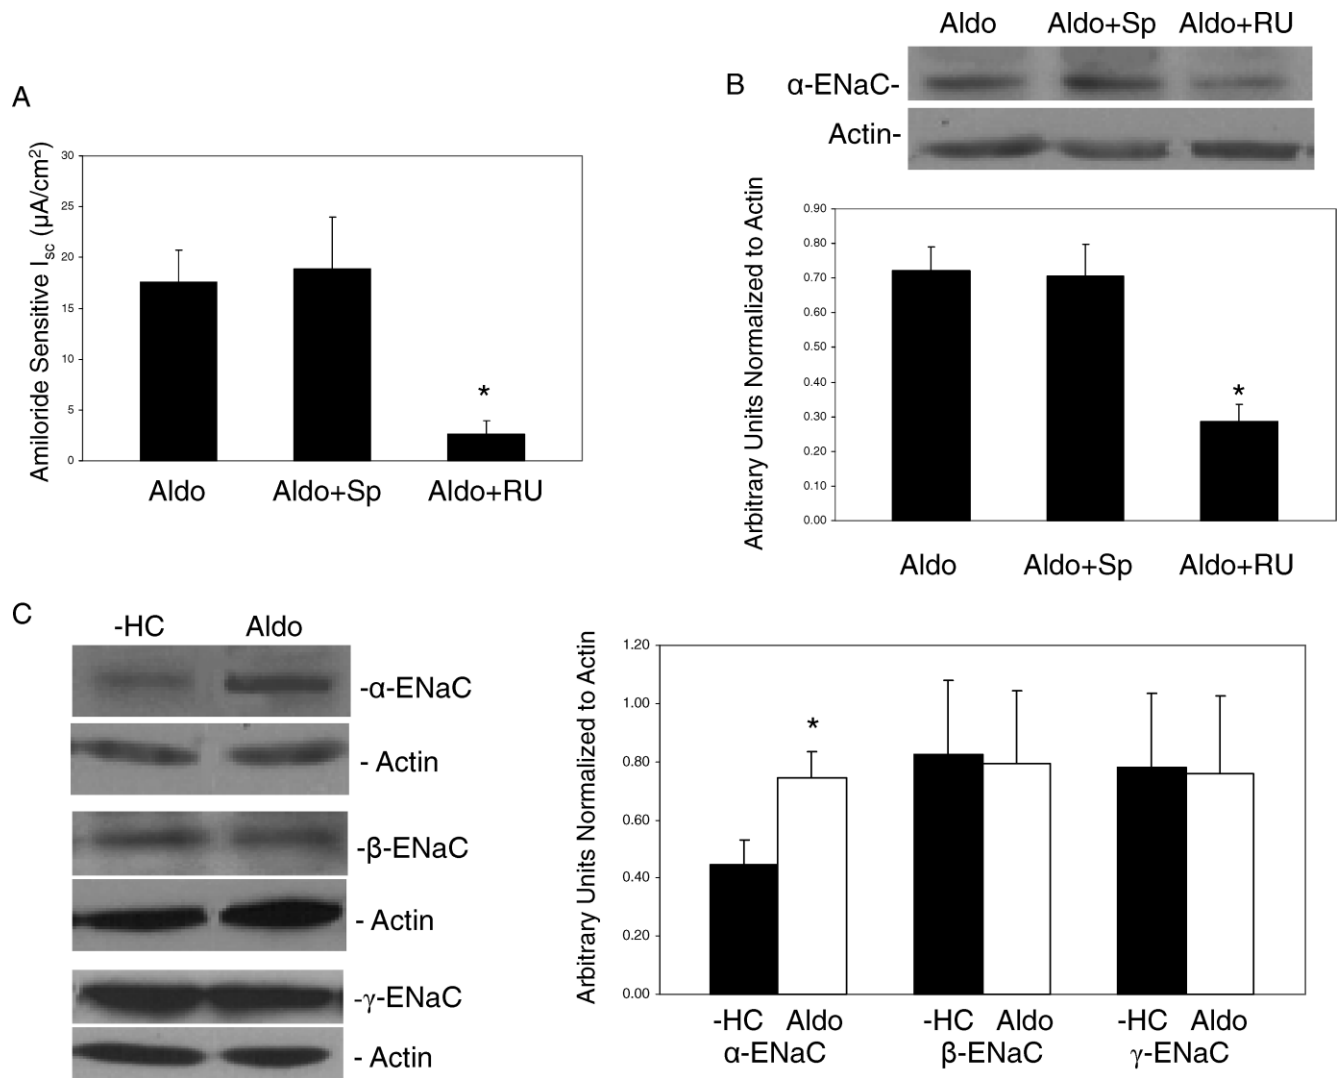 A
Amiloride Sensitive Isc (µA/cm2)
30
25
20
15
10
5
0
*
Aldo Aldo+Sp Aldo+RU
B
Aldo Aldo+Sp Aldo+RU
α-ENaC-
Actin-
Arbitrary Units Normalized to Actin
0.90
0.80
0.70
0.60
0.50
0.40
0.30
0.20
0.10
0.00
*
Aldo Aldo+Sp Aldo+RU
C
-HC Aldo
-α-ENaC
- Actin
-β-ENaC
- Actin
-γ-ENaC
- Actin
Arbitrary Units Normalized to Actin
1.20
1.00
0.80
0.60
0.40
0.20
0.00
*
-HC Aldo -HC Aldo -HC Aldo
α-ENaC β-ENaC γ-ENaC